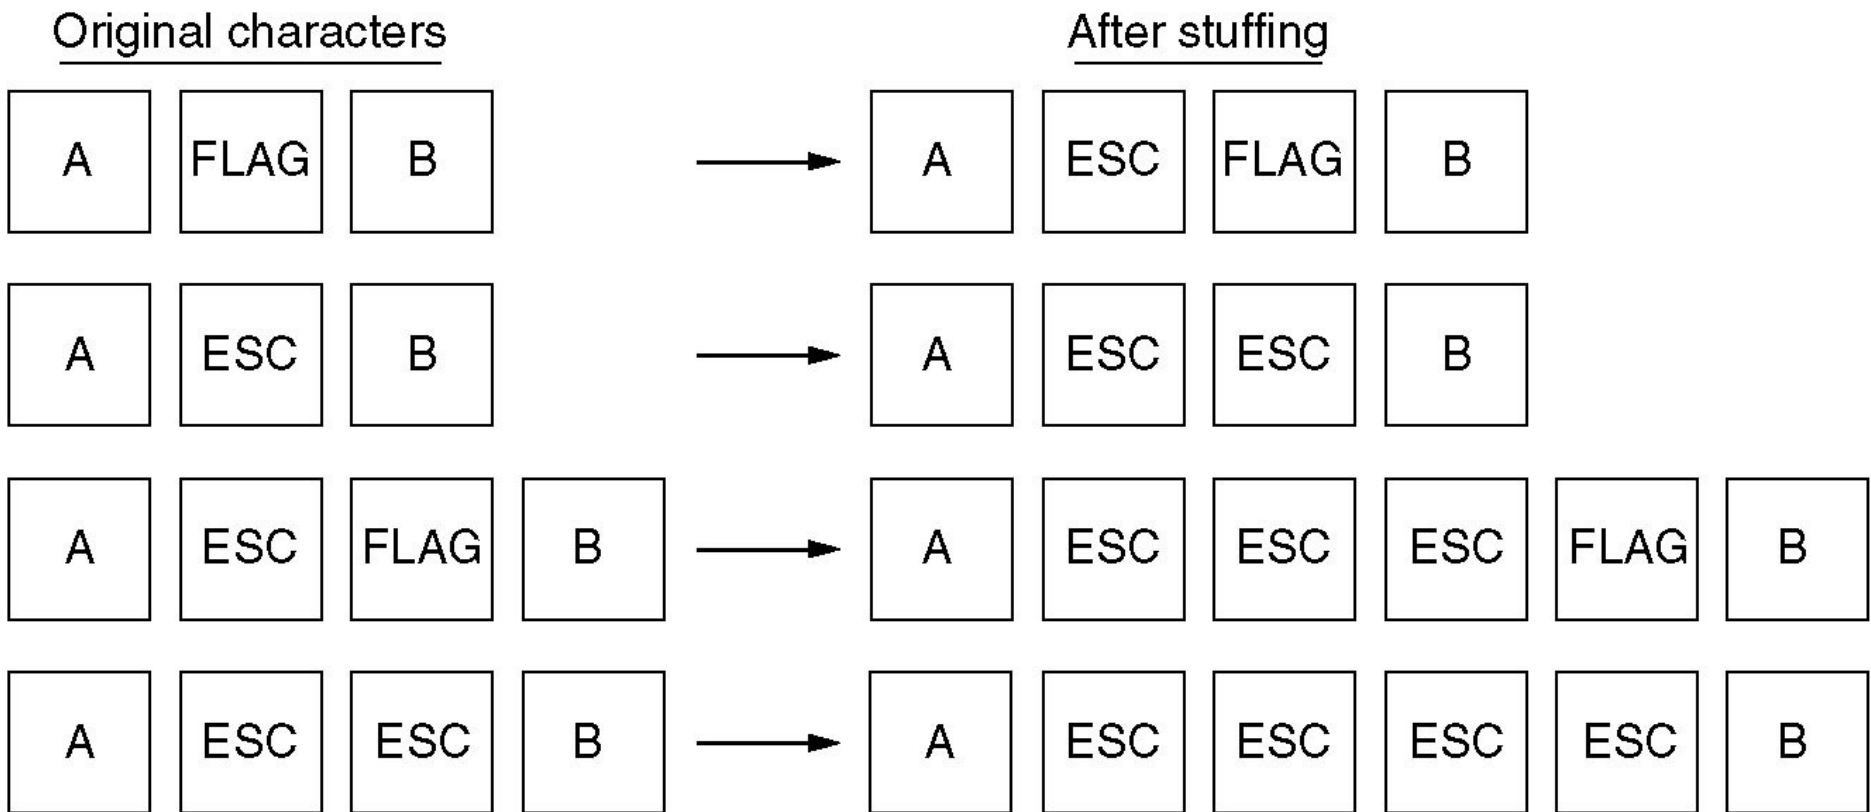 Original characters After stuffing
A FLAG B A ESC FLAG B
A ESC B A ESC ESC B
A ESC FLAG B A ESC ESC ESC FLAG B
A ESC ESC B A ESC ESC ESC ESC B